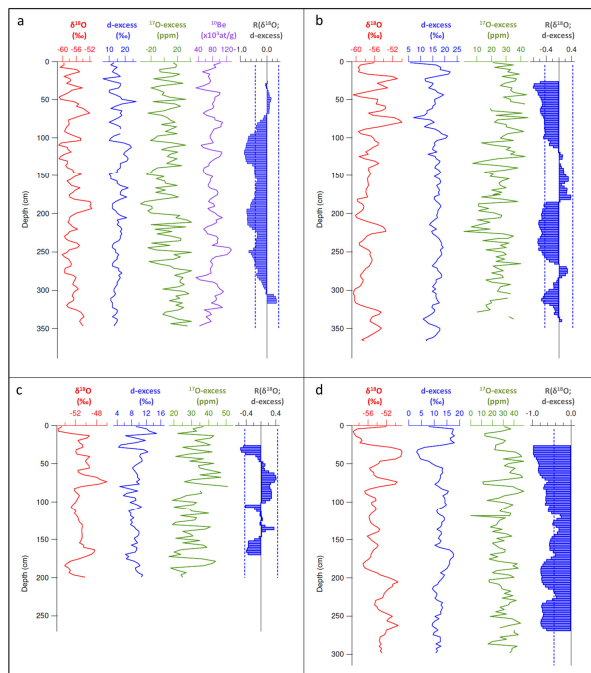 a
δ¹⁸O
(‰)
-60 -56 -52
d-excess
(‰)
10 20
¹⁷O-excess
(ppm)
-20 20
¹⁰Be
(x10³at/g)
40 120
R(δ¹⁸O;
d-excess)
-1.0 0.0
0
50
100
150
200
250
300
350
Depth (cm)
b
δ¹⁸O
(‰)
-60 -56 -52
d-excess
(‰)
5 10 15 20 25
¹⁷O-excess
(ppm)
10 20 30 40
R(δ¹⁸O;
d-excess)
-0.4 0.4
0
50
100
150
200
250
300
350
Depth (cm)
c
δ¹⁸O
(‰)
-52 -48
d-excess
(‰)
4 8 12 16
¹⁷O-excess
(ppm)
20 30 40 50
R(δ¹⁸O;
d-excess)
-0.4 0.4
0
50
100
150
200
250
Depth (cm)
d
δ¹⁸O
(‰)
-56 -52
d-excess
(‰)
0 5 10 15 20
¹⁷O-excess
(ppm)
0 10 20 30 40
R(δ¹⁸O;
d-excess)
-1.0 0.0
0
50
100
150
200
250
300
Depth (cm)